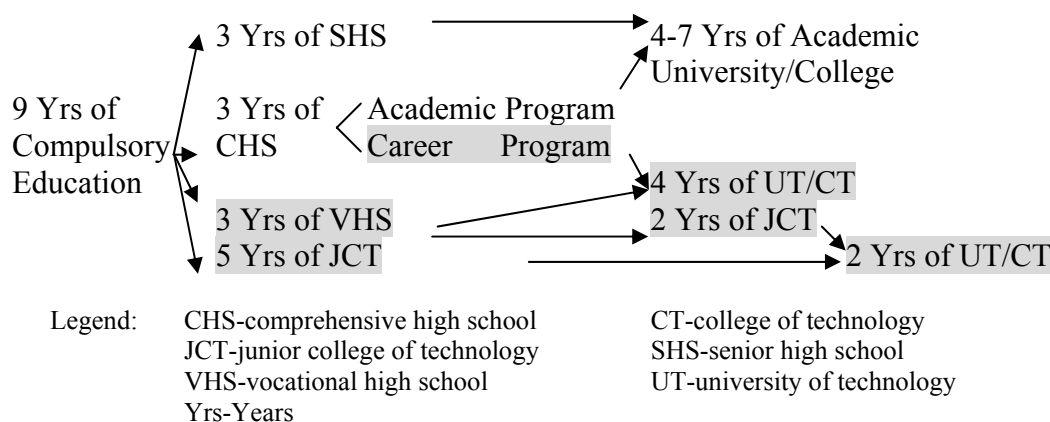 3 Yrs of SHS
4-7 Yrs of Academic
University/College
9 Yrs of
Compulsory
Education
3 Yrs of
CHS
Academic Program
Career Program
3 Yrs of VHS
5 Yrs of JCT
4 Yrs of UT/CT
2 Yrs of JCT
2 Yrs of UT/CT
Legend:
CHS-comprehensive high school
JCT-junior college of technology
VHS-vocational high school
Yrs-Years
CT-college of technology
SHS-senior high school
UT-university of technology